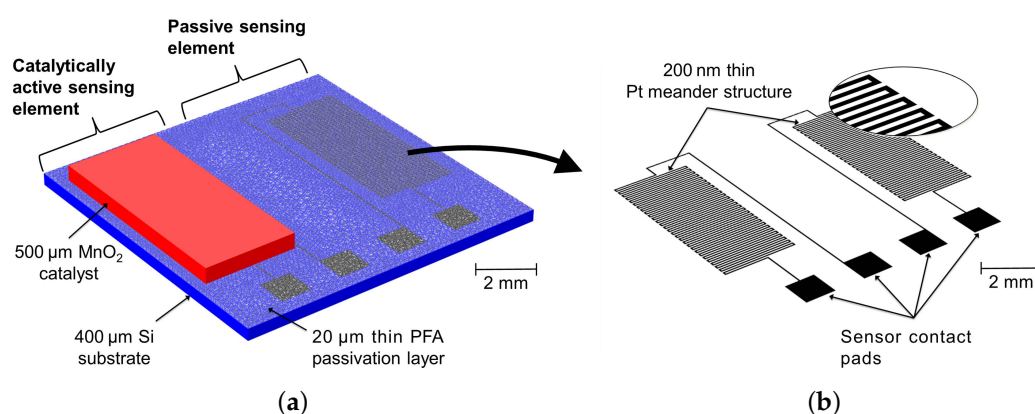 Passive sensing
element
Catalytically
active sensing
element
500 µm MnO₂
catalyst
400 µm Si
substrate
20 µm thin PFA
passivation layer
2 mm
(a)
200 nm thin
Pt meander structure
2 mm
Sensor contact
pads
(b)